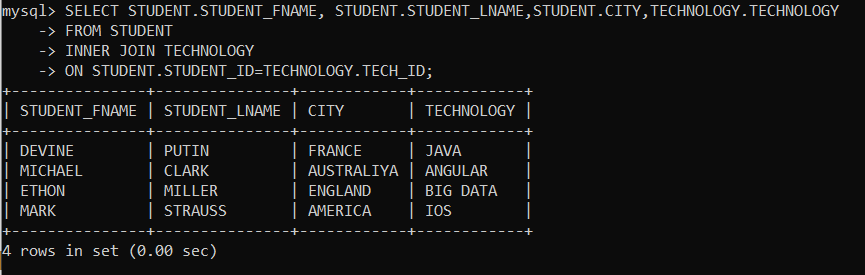 mysql> SELECT STUDENT.STUDENT_FNAME, STUDENT.STUDENT_LNAME,STUDENT.CITY,TECHNOLOGY.TECHNOLOGY
    -> FROM STUDENT
    -> INNER JOIN TECHNOLOGY
    -> ON STUDENT.STUDENT_ID=TECHNOLOGY.TECH_ID;
+---------------+---------------+------------+------------+
| STUDENT_FNAME | STUDENT_LNAME | CITY       | TECHNOLOGY |
+---------------+---------------+------------+------------+
| DEVINE        | PUTIN         | FRANCE     | JAVA       |
| MICHAEL       | CLARK         | AUSTRALIYA | ANGULAR    |
| ETHON         | MILLER        | ENGLAND    | BIG DATA   |
| MARK          | STRAUSS       | AMERICA    | IOS        |
+---------------+---------------+------------+------------+
4 rows in set (0.00 sec)